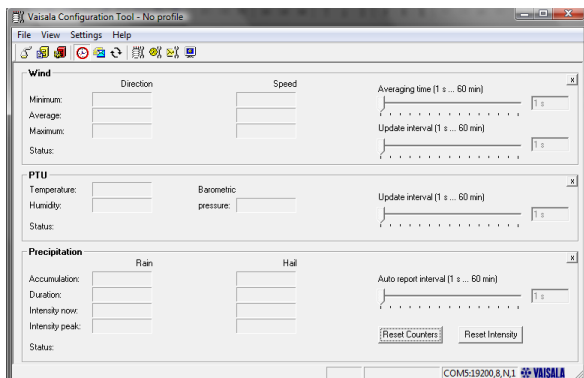 Vaisala Configuration Tool - No profile
File View Settings Help
Wind
Direction Speed
Minimum:
Average:
Maximum:
Status:
Averaging time (1 s ... 60 min)
1 s
Update interval (1 s ... 60 min)
1 s
PTU
Temperature: Barometric
Humidity: pressure:
Status:
Update interval (1 s ... 60 min)
1 s
Precipitation
Rain Hail
Accumulation:
Duration:
Intensity now:
Intensity peak:
Status:
Auto report interval (1 s ... 60 min)
1 s
Reset Counters Reset Intensity
COM5:19200,8,N,1 VAISALA